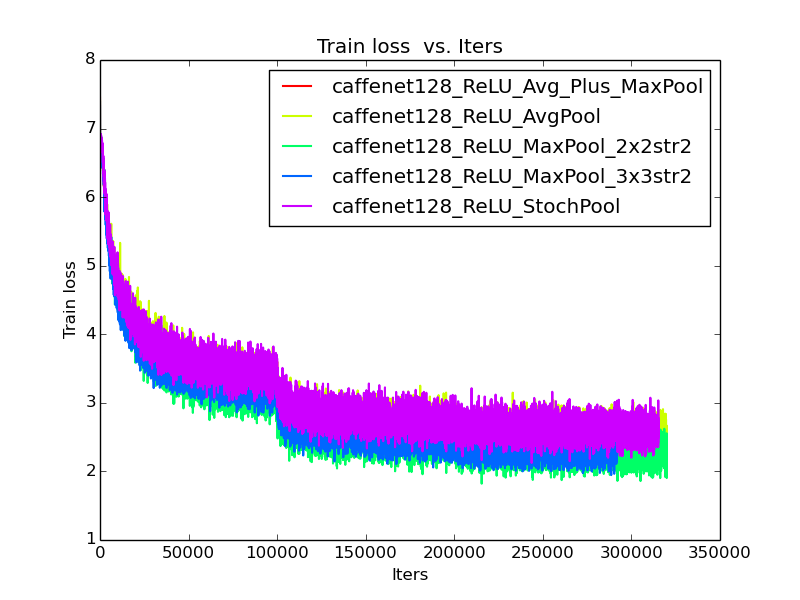 Train loss  vs. Iters
8
7
6
5
4
3
2
1
Train loss
caffenet128_ReLU_Avg_Plus_MaxPool
caffenet128_ReLU_AvgPool
caffenet128_ReLU_MaxPool_2x2str2
caffenet128_ReLU_MaxPool_3x3str2
caffenet128_ReLU_StochPool
0 50000 100000 150000 200000 250000 300000 350000
Iters